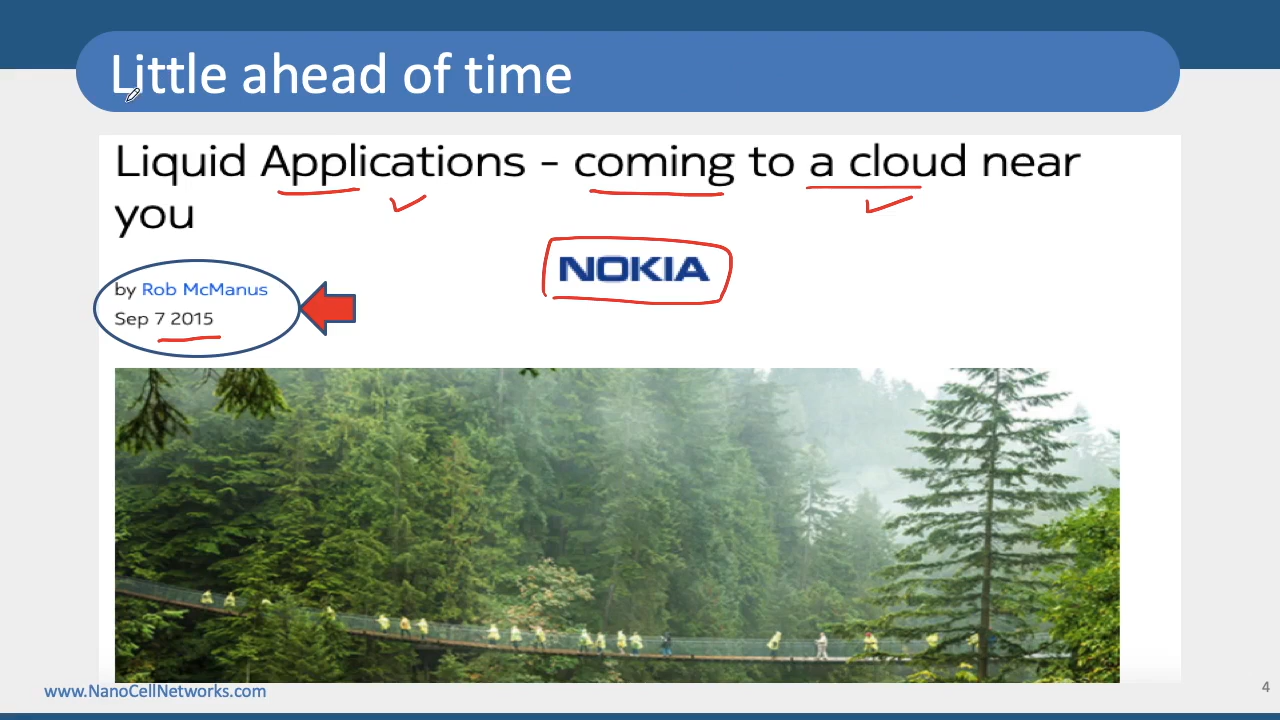 Little ahead of time
Liquid Applications - coming to a cloud near
you
NOKIA
by Rob McManus
Sep 7 2015
www.NanoCellNetworks.com
4